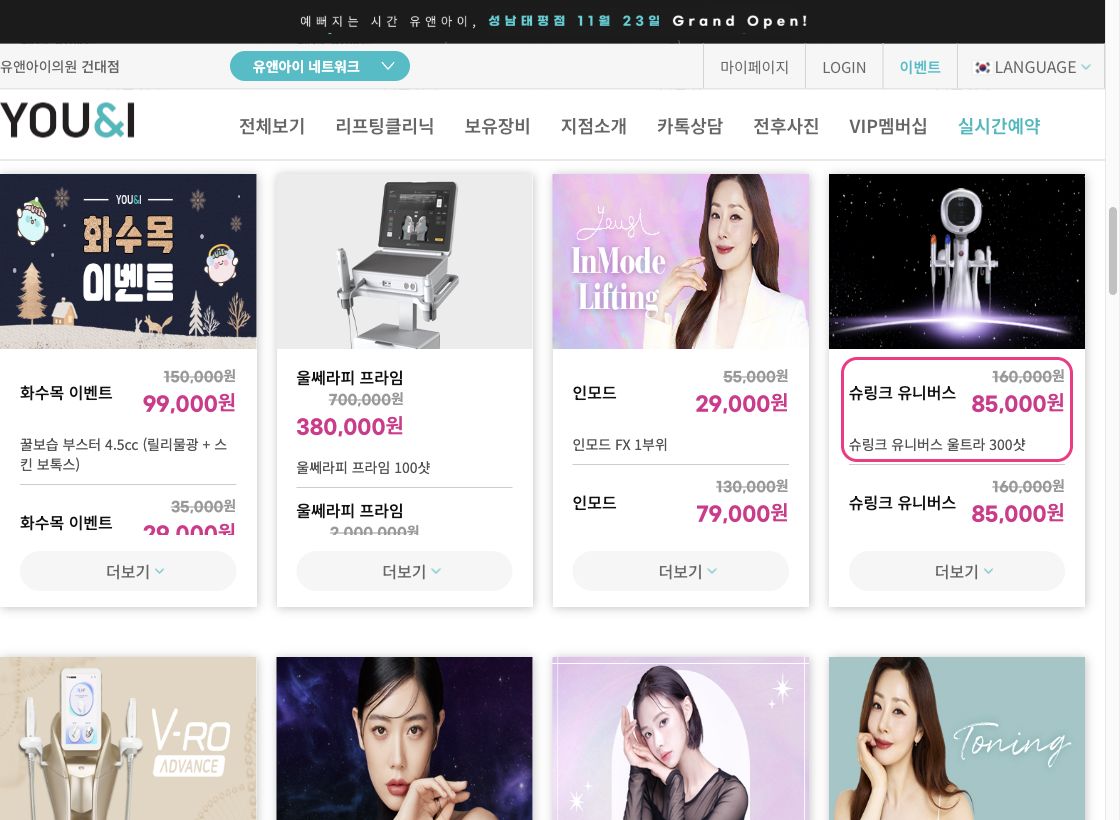 예뻐지는 시간 유앤아이, 성남태평점 11월 23일 Grand Open!
유앤아이의원 건대점
유앤아이 네트워크
마이페이지
LOGIN
이벤트
LANGUAGE
YOU&I
전체보기
리프팅클리닉
보유장비
지점소개
카톡상담
전후사진
VIP멤버십
실시간예약
YOU&I
화수목
이벤트
화수목 이벤트
150,000원
99,000원
꿀보습 부스터 4.5cc (릴리물광 + 스
킨 보톡스)
화수목 이벤트
35,000원
29,000원
더보기
울쎄라피 프라임
700,000원
380,000원
울쎄라피 프라임 100샷
울쎄라피 프라임
2,000,000원
더보기
InMode
Lifting
인모드
55,000원
29,000원
인모드 FX 1부위
인모드
130,000원
79,000원
더보기
슈링크 유니버스
160,000원
85,000원
슈링크 유니버스 울트라 300샷
슈링크 유니버스
160,000원
85,000원
더보기
V-RO
ADVANCE
Toning